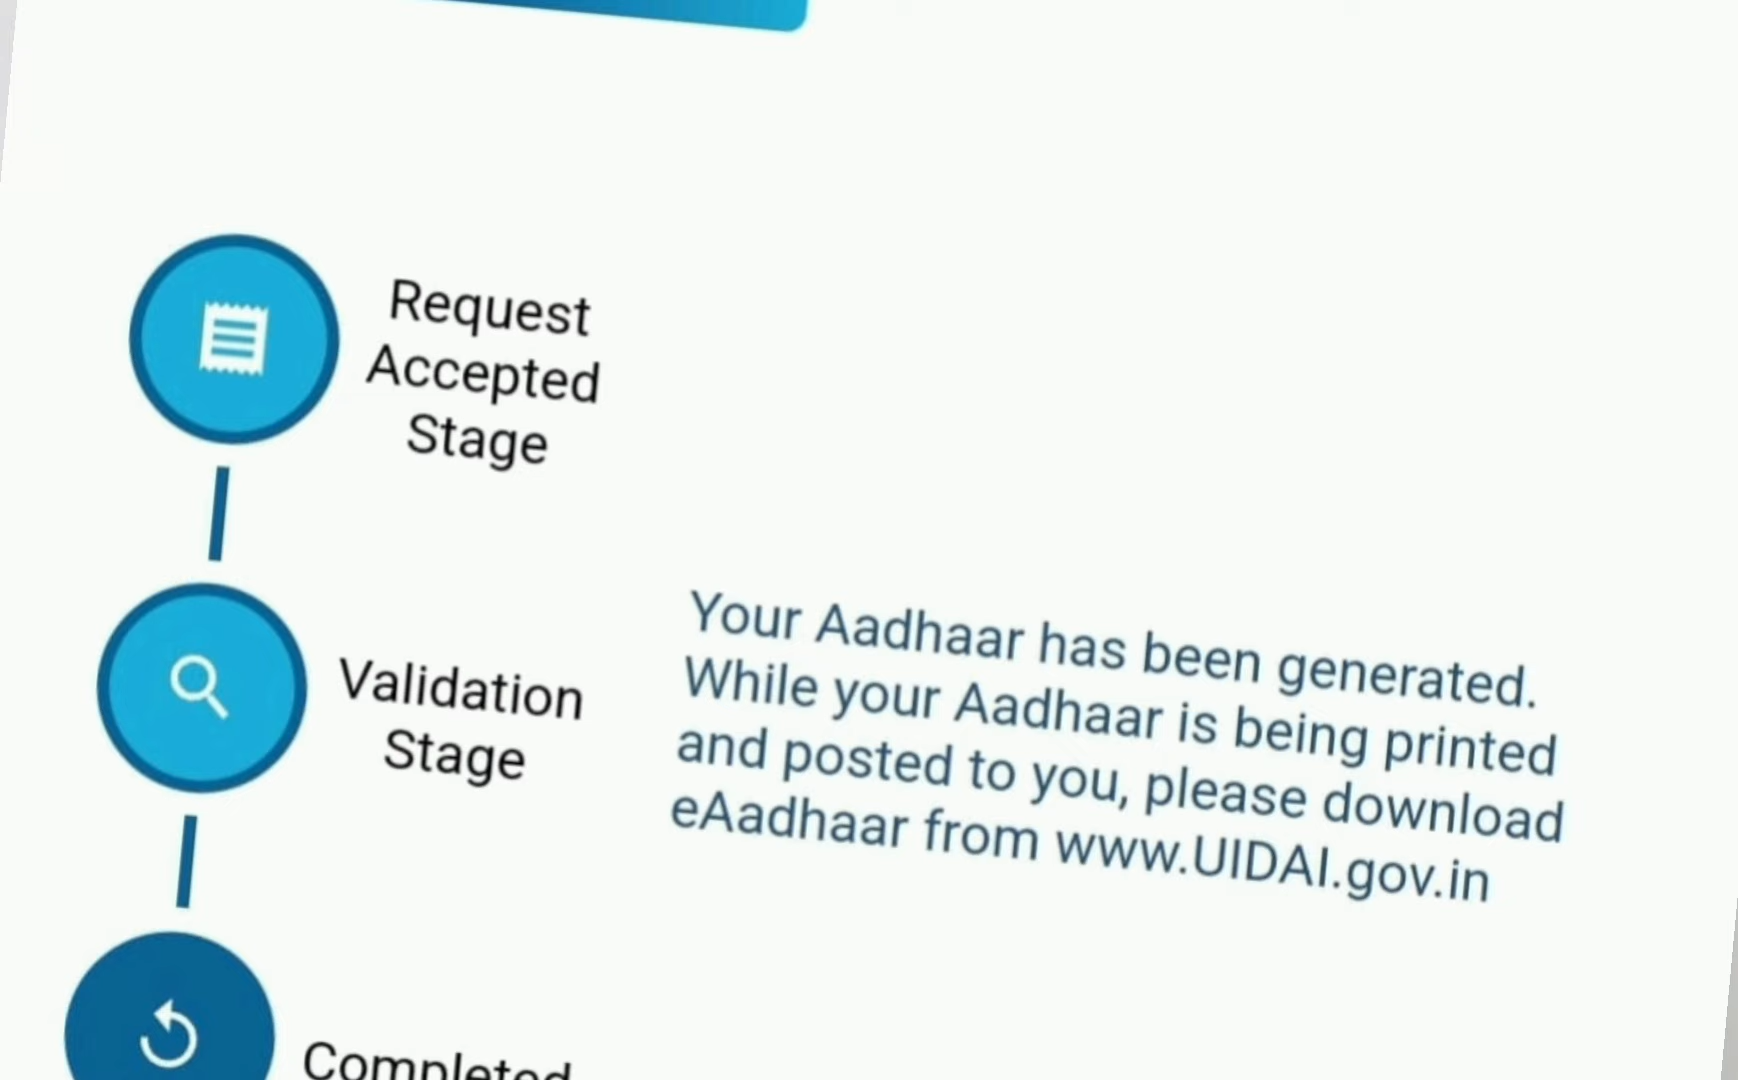 Request
Accepted
Stage
Validation
Stage
Your Aadhaar has been generated.
While your Aadhaar is being printed
and posted to you, please download
eAadhaar from www.UIDAI.gov.in
Completed